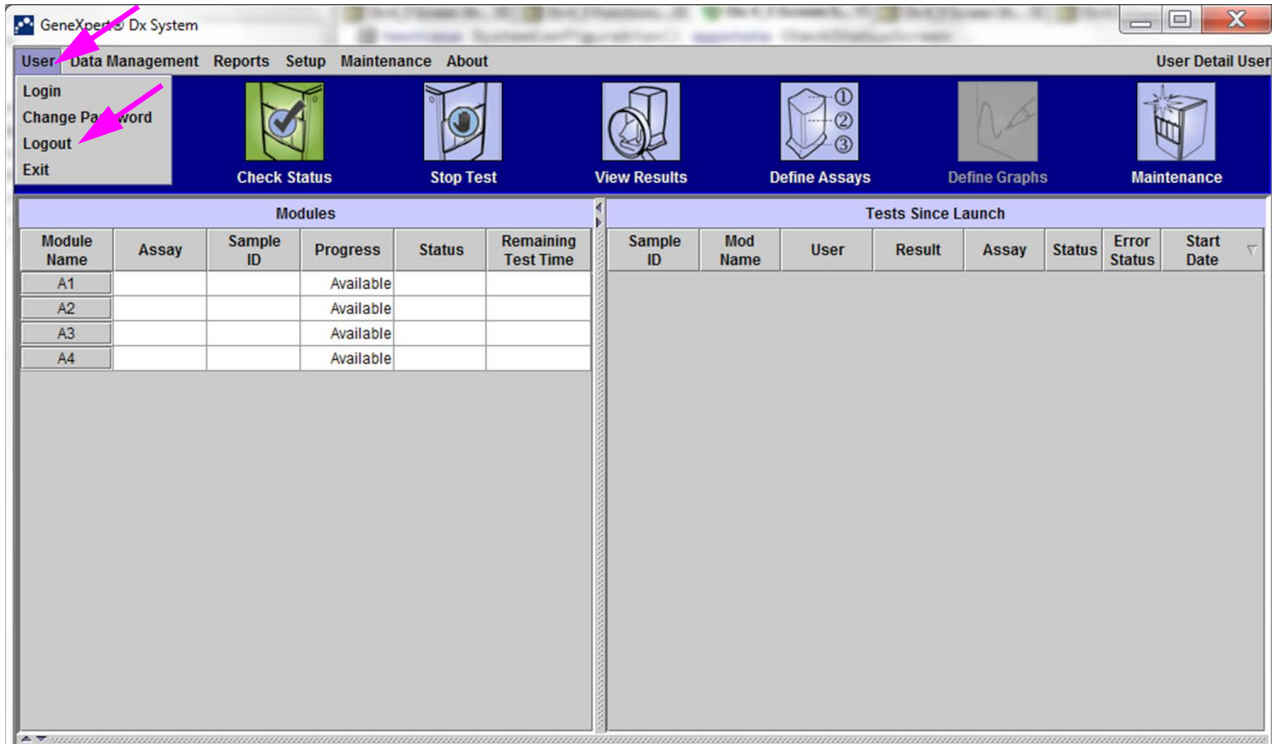 GeneXpert® Dx System
User Data Management Reports Setup Maintenance About User Detail User
Login
Change Password
Logout
Exit
Check Status Stop Test View Results Define Assays Define Graphs Maintenance
① ② ③
Modules
Module Name Assay Sample ID Progress Status Remaining Test Time
A1 Available
A2 Available
A3 Available
A4 Available
Tests Since Launch
Sample ID Mod Name User Result Assay Status Error Status Start Date